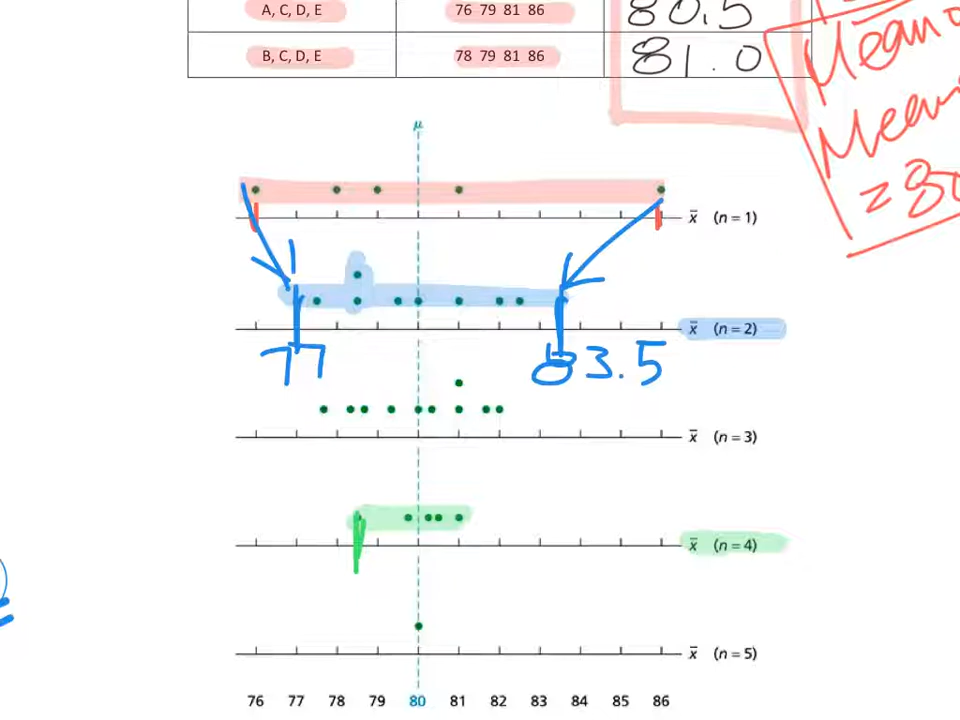 A, C, D, E 76 79 81 86 80.5
B, C, D, E 78 79 81 86 81.0
Mean
Mean
= 80
μ
x̄ (n = 1)
x̄ (n = 2)
77 83.5
x̄ (n = 3)
x̄ (n = 4)
x̄ (n = 5)
76 77 78 79 80 81 82 83 84 85 86